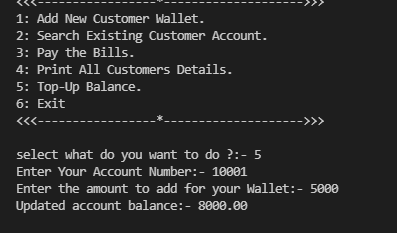 <<<-----------------*-------------------->>>
1: Add New Customer Wallet.
2: Search Existing Customer Account.
3: Pay the Bills.
4: Print All Customers Details.
5: Top-Up Balance.
6: Exit
<<<-----------------*-------------------->>>
select what do you want to do ?:- 5
Enter Your Account Number:- 10001
Enter the amount to add for your Wallet:- 5000
Updated account balance:- 8000.00